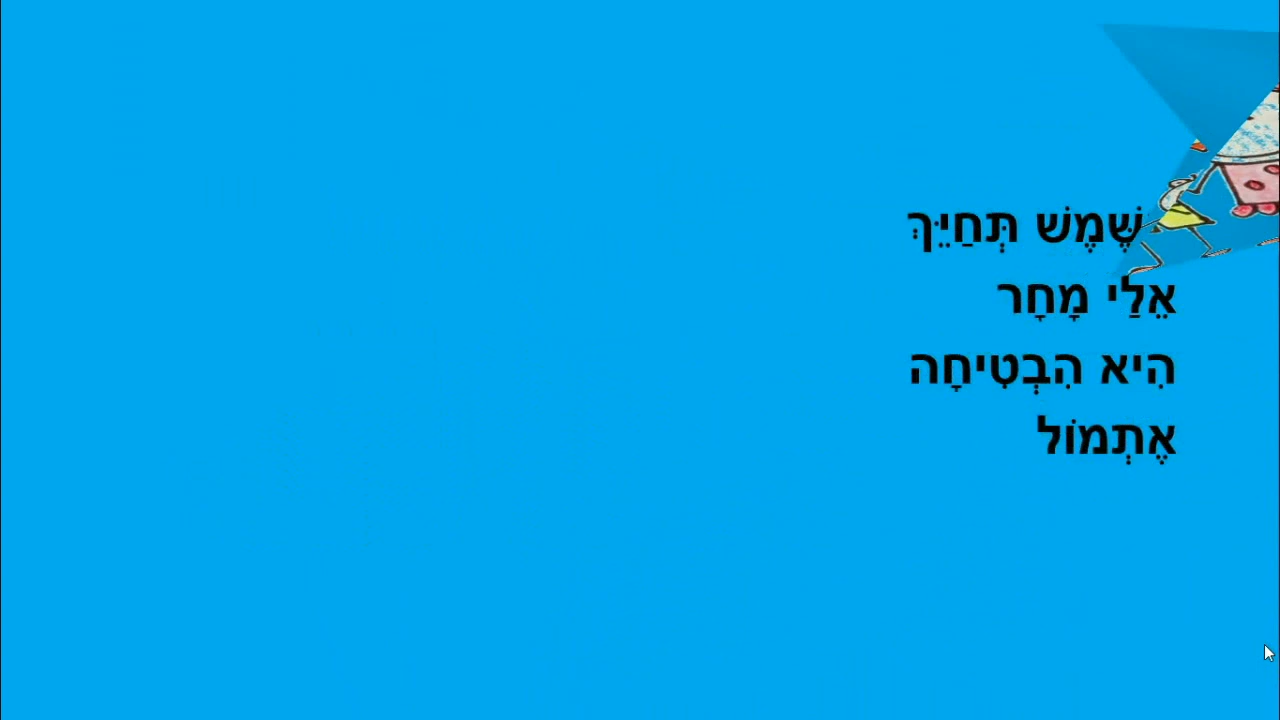 שֶּׁמֶשׁ תְּחַיֵּךְ
אֵלַי מָחָר
הִיא הִבְטִיחָה
אֶתְמוֹל